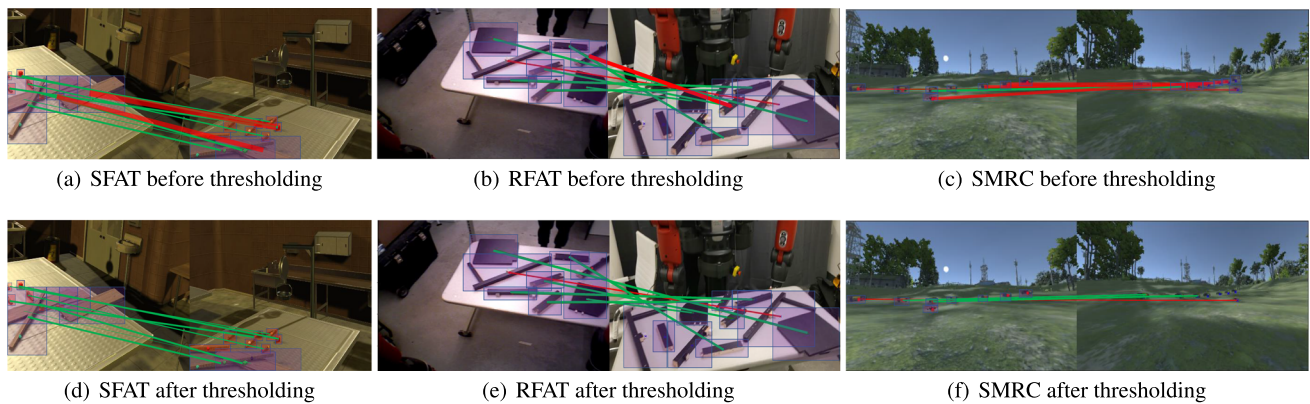 (a) SFAT before thresholding
(b) RFAT before thresholding
(c) SMRC before thresholding
(d) SFAT after thresholding
(e) RFAT after thresholding
(f) SMRC after thresholding